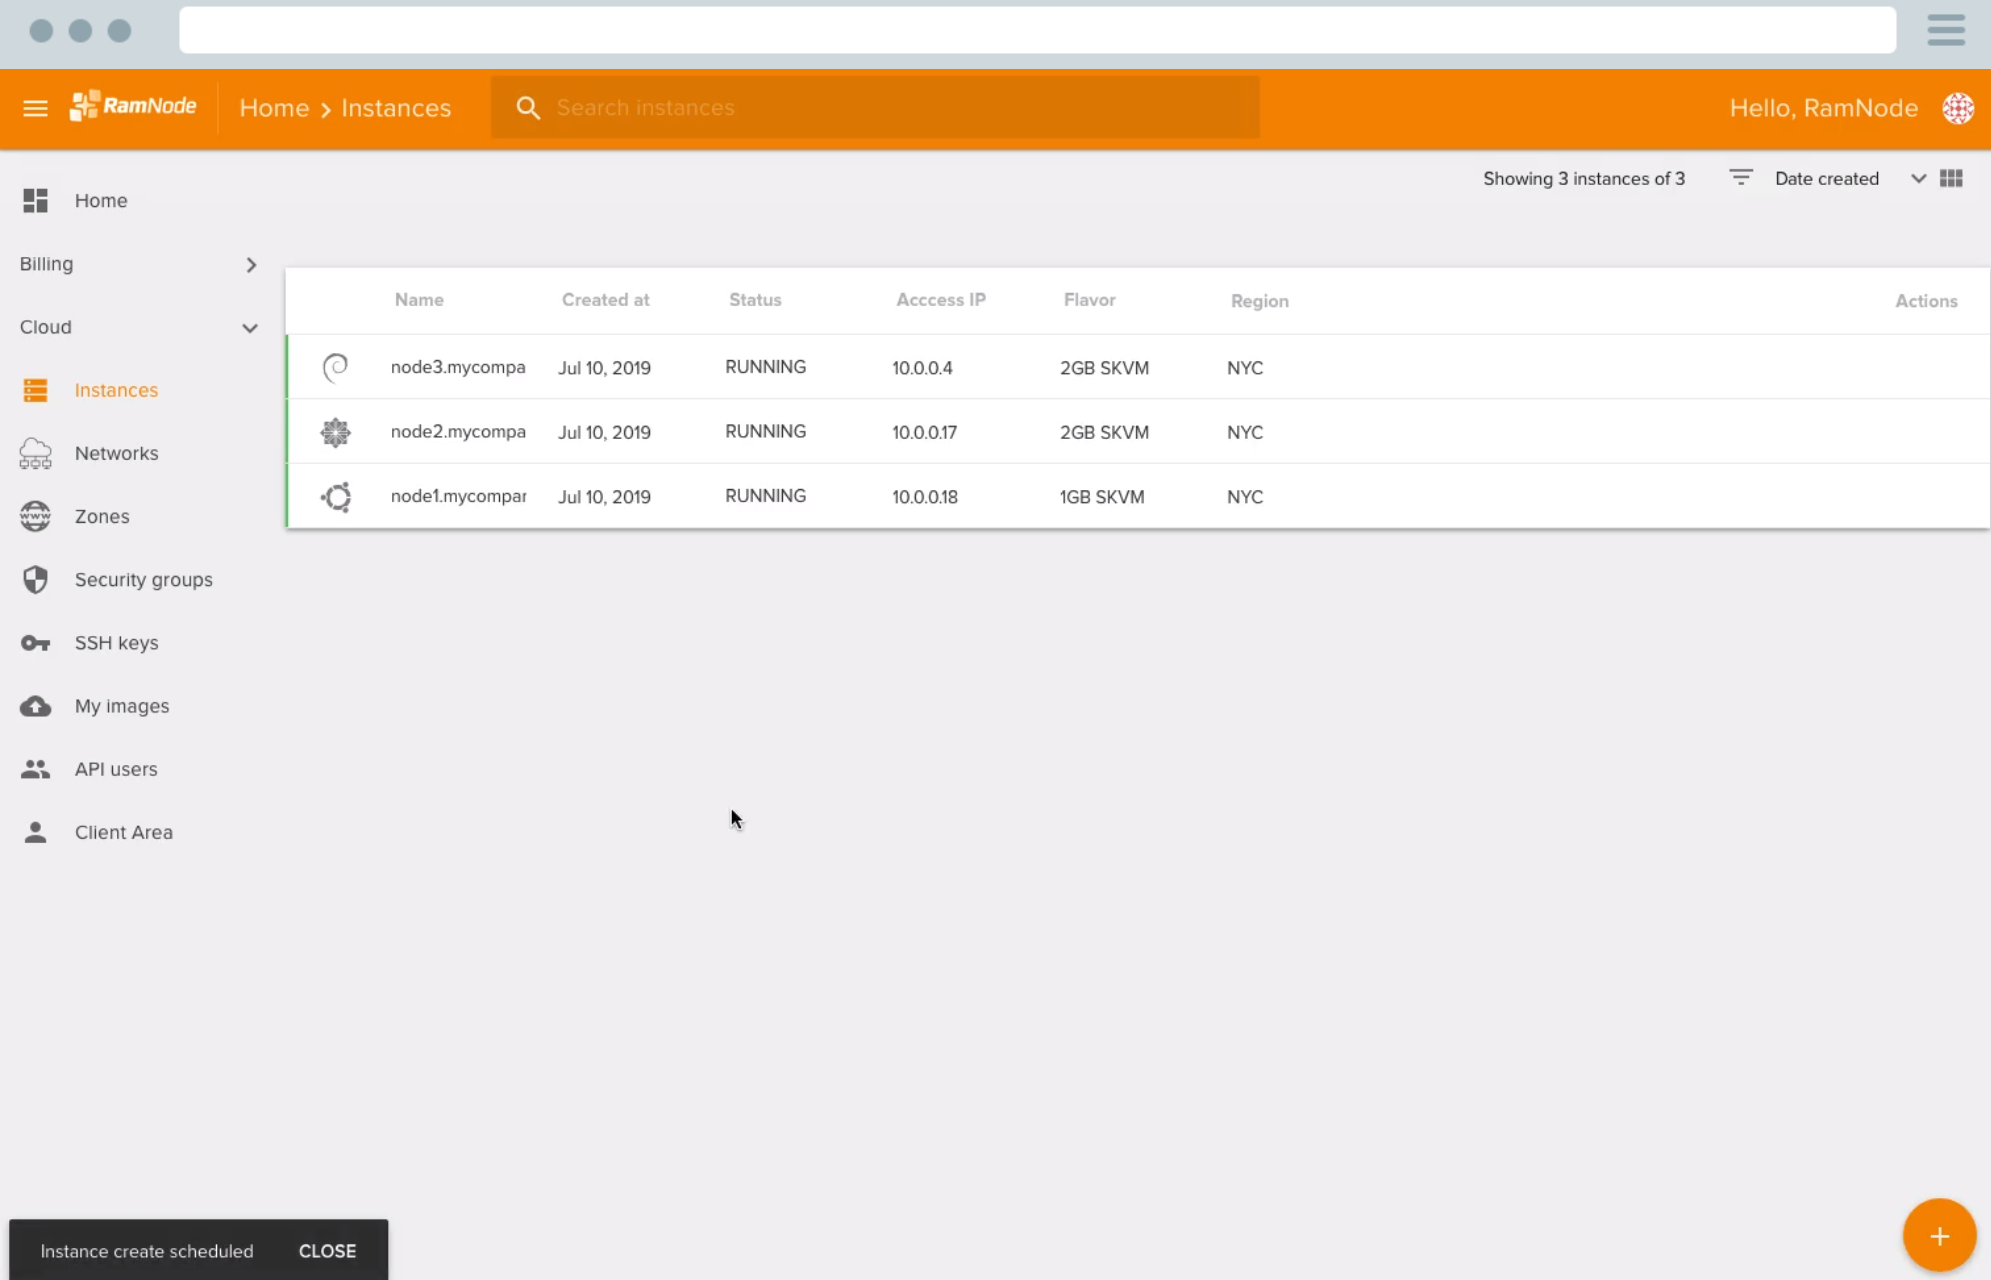 RamNode
Home > Instances
Search instances
Hello, RamNode
Showing 3 instances of 3
Date created
Home
Billing
Cloud
Instances
Networks
Zones
Security groups
SSH keys
My images
API users
Client Area
Name Created at Status Acccess IP Flavor Region Actions
node3.mycompa Jul 10, 2019 RUNNING 10.0.0.4 2GB SKVM NYC
node2.mycompa Jul 10, 2019 RUNNING 10.0.0.17 2GB SKVM NYC
node1.mycompar Jul 10, 2019 RUNNING 10.0.0.18 1GB SKVM NYC
Instance create scheduled CLOSE